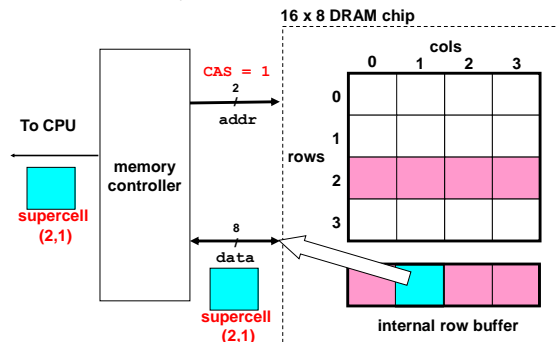 16 x 8 DRAM chip
cols
0 1 2 3
CAS = 1
2
addr
To CPU
memory
controller
rows
0
1
2
3
supercell
(2,1)
8
data
supercell
(2,1)
internal row buffer